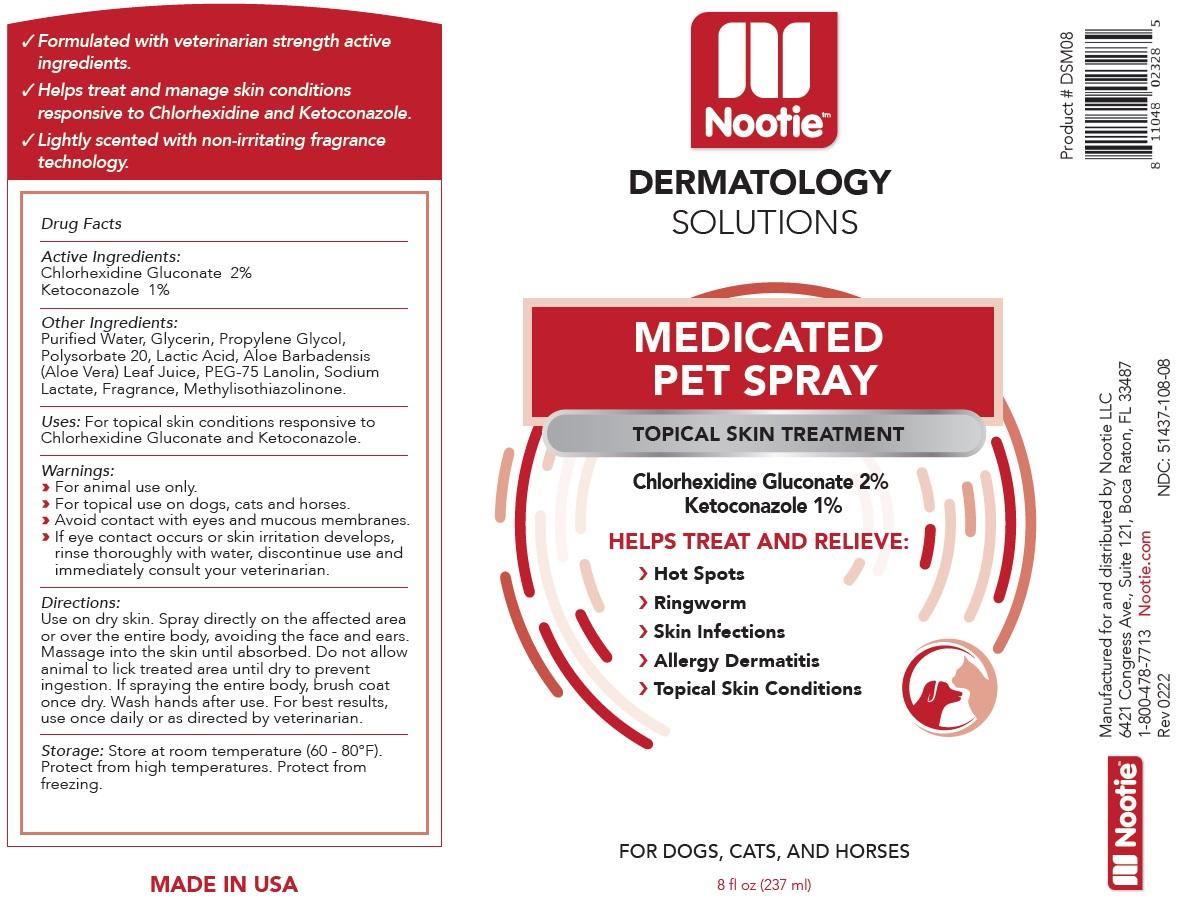 ✓ Formulated with veterinarian strength active
ingredients.
✓ Helps treat and manage skin conditions
responsive to Chlorhexidine and Ketoconazole.
✓ Lightly scented with non-irritating fragrance
technology.
Drug Facts
Active Ingredients:
Chlorhexidine Gluconate 2%
Ketoconazole 1%
Other Ingredients:
Purified Water, Glycerin, Propylene Glycol,
Polysorbate 20, Lactic Acid, Aloe Barbadensis
(Aloe Vera) Leaf Juice, PEG-75 Lanolin, Sodium
Lactate, Fragrance, Methylisothiazolinone.
Uses: For topical skin conditions responsive to
Chlorhexidine Gluconate and Ketoconazole.
Warnings:
› For animal use only.
› For topical use on dogs, cats and horses.
› Avoid contact with eyes and mucous membranes.
› If eye contact occurs or skin irritation develops,
rinse thoroughly with water, discontinue use and
immediately consult your veterinarian.
Directions:
Use on dry skin. Spray directly on the affected area
or over the entire body, avoiding the face and ears.
Massage into the skin until absorbed. Do not allow
animal to lick treated area until dry to prevent
ingestion. If spraying the entire body, brush coat
once dry. Wash hands after use. For best results,
use once daily or as directed by veterinarian.
Storage: Store at room temperature (60 - 80°F).
Protect from high temperatures. Protect from
freezing.
MADE IN USA
Nootie™
DERMATOLOGY
SOLUTIONS
MEDICATED
PET SPRAY
TOPICAL SKIN TREATMENT
Chlorhexidine Gluconate 2%
Ketoconazole 1%
HELPS TREAT AND RELIEVE:
› Hot Spots
› Ringworm
› Skin Infections
› Allergy Dermatitis
› Topical Skin Conditions
FOR DOGS, CATS, AND HORSES
8 fl oz (237 ml)
Product # DSM08
8 11048 02328 5
Manufactured for and distributed by Nootie LLC
6421 Congress Ave., Suite 121, Boca Raton, FL 33487
1-800-478-7713 Nootie.com
Rev 0222 NDC: 51437-108-08
Nootie™